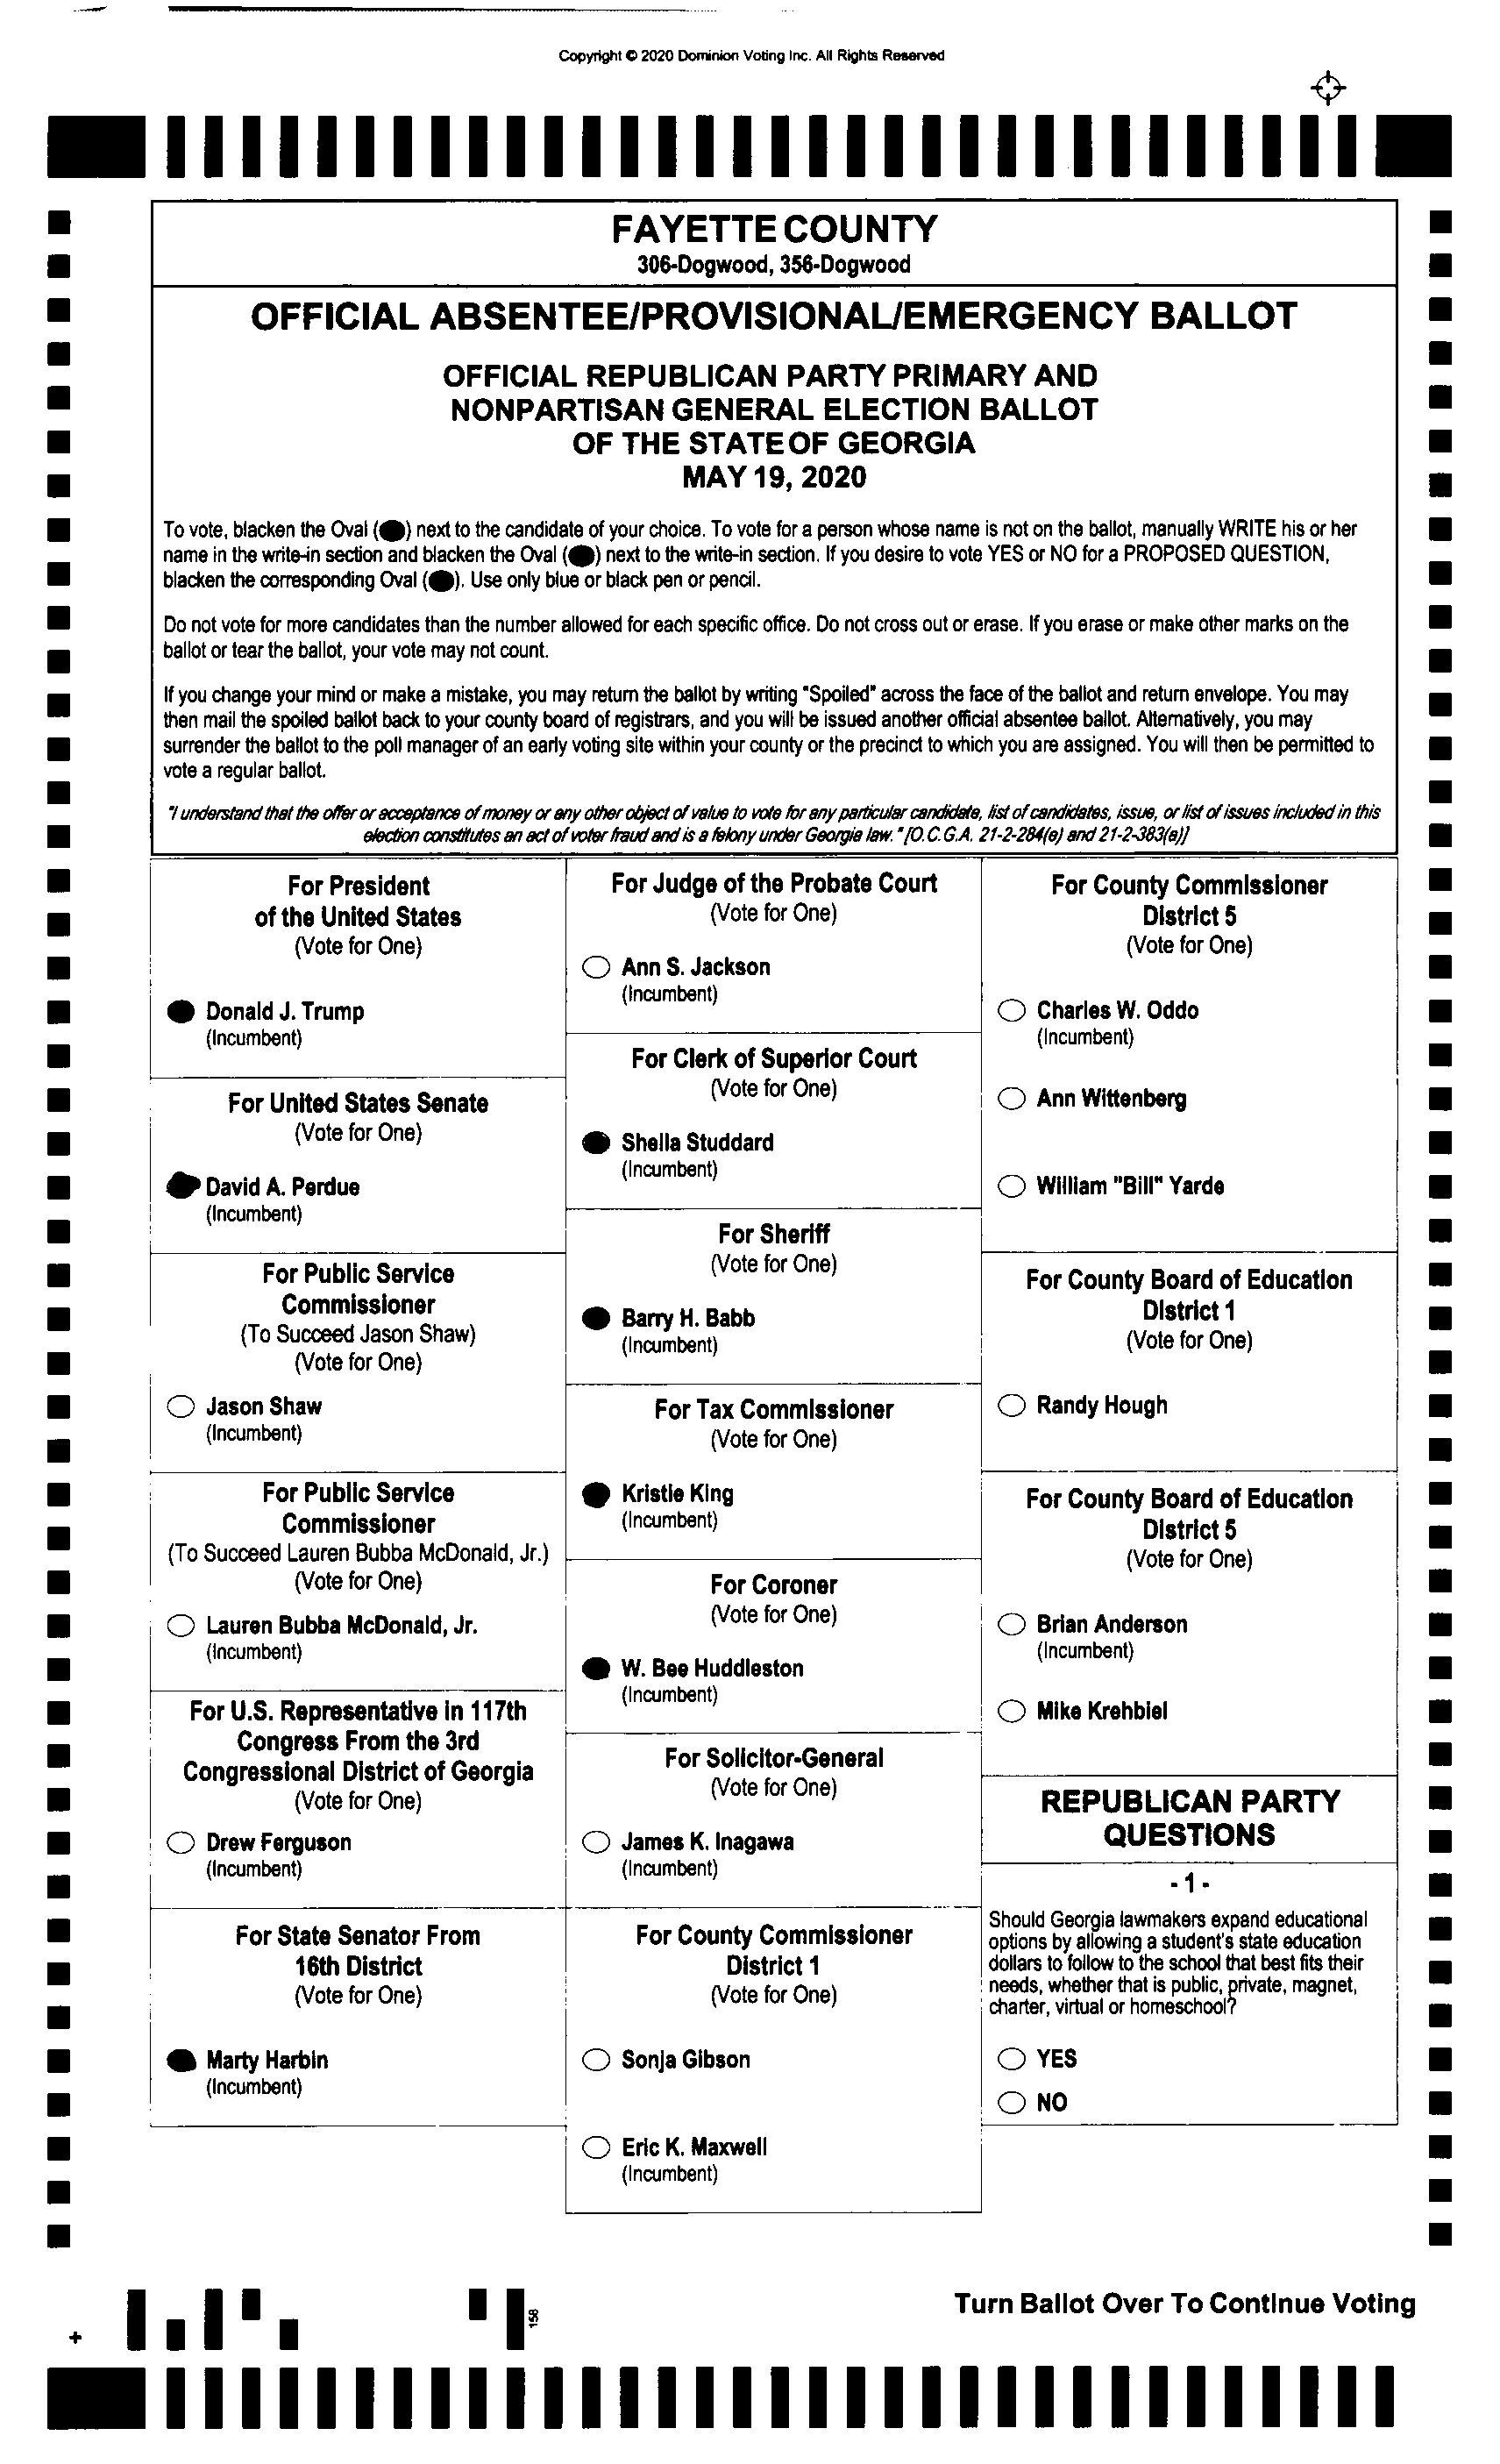 Copyright © 2020 Dominion Voting Inc. All Rights Reserved
FAYETTE COUNTY
306-Dogwood, 356-Dogwood
OFFICIAL ABSENTEE/PROVISIONAL/EMERGENCY BALLOT
OFFICIAL REPUBLICAN PARTY PRIMARY AND
NONPARTISAN GENERAL ELECTION BALLOT
OF THE STATE OF GEORGIA
MAY 19, 2020
To vote, blacken the Oval (●) next to the candidate of your choice. To vote for a person whose name is not on the ballot, manually WRITE his or her
name in the write-in section and blacken the Oval (●) next to the write-in section. If you desire to vote YES or NO for a PROPOSED QUESTION,
blacken the corresponding Oval (●). Use only blue or black pen or pencil.
Do not vote for more candidates than the number allowed for each specific office. Do not cross out or erase. If you erase or make other marks on the
ballot or tear the ballot, your vote may not count.
If you change your mind or make a mistake, you may return the ballot by writing "Spoiled" across the face of the ballot and return envelope. You may
then mail the spoiled ballot back to your county board of registrars, and you will be issued another official absentee ballot. Alternatively, you may
surrender the ballot to the poll manager of an early voting site within your county or the precinct to which you are assigned. You will then be permitted to
vote a regular ballot.
"I understand that the offer or acceptance of money or any other object of value to vote for any particular candidate, list of candidates, issue, or list of issues included in this
election constitutes an act of voter fraud and is a felony under Georgia law." [O.C.G.A. 21-2-284(e) and 21-2-383(a)]
For President
of the United States
(Vote for One)
Donald J. Trump
(Incumbent)
For United States Senate
(Vote for One)
David A. Perdue
(Incumbent)
For Public Service
Commissioner
(To Succeed Jason Shaw)
(Vote for One)
Jason Shaw
(Incumbent)
For Public Service
Commissioner
(To Succeed Lauren Bubba McDonald, Jr.)
(Vote for One)
Lauren Bubba McDonald, Jr.
(Incumbent)
For U.S. Representative in 117th
Congress From the 3rd
Congressional District of Georgia
(Vote for One)
Drew Ferguson
(Incumbent)
For State Senator From
16th District
(Vote for One)
Marty Harbin
(Incumbent)
For Judge of the Probate Court
(Vote for One)
Ann S. Jackson
(Incumbent)
For Clerk of Superior Court
(Vote for One)
Sheila Studdard
(Incumbent)
For Sheriff
(Vote for One)
Barry H. Babb
(Incumbent)
For Tax Commissioner
(Vote for One)
Kristie King
(Incumbent)
For Coroner
(Vote for One)
W. Bee Huddleston
(Incumbent)
For Solicitor-General
(Vote for One)
James K. Inagawa
(Incumbent)
For County Commissioner
District 1
(Vote for One)
Sonja Gibson
Eric K. Maxwell
(Incumbent)
For County Commissioner
District 5
(Vote for One)
Charles W. Oddo
(Incumbent)
Ann Wittenberg
William "Bill" Yarde
For County Board of Education
District 1
(Vote for One)
Randy Hough
For County Board of Education
District 5
(Vote for One)
Brian Anderson
(Incumbent)
Mike Krehbiel
REPUBLICAN PARTY
QUESTIONS
- 1 -
Should Georgia lawmakers expand educational
options by allowing a student's state education
dollars to follow to the school that best fits their
needs, whether that is public, private, magnet,
charter, virtual or homeschool?
YES
NO
Turn Ballot Over To Continue Voting
158